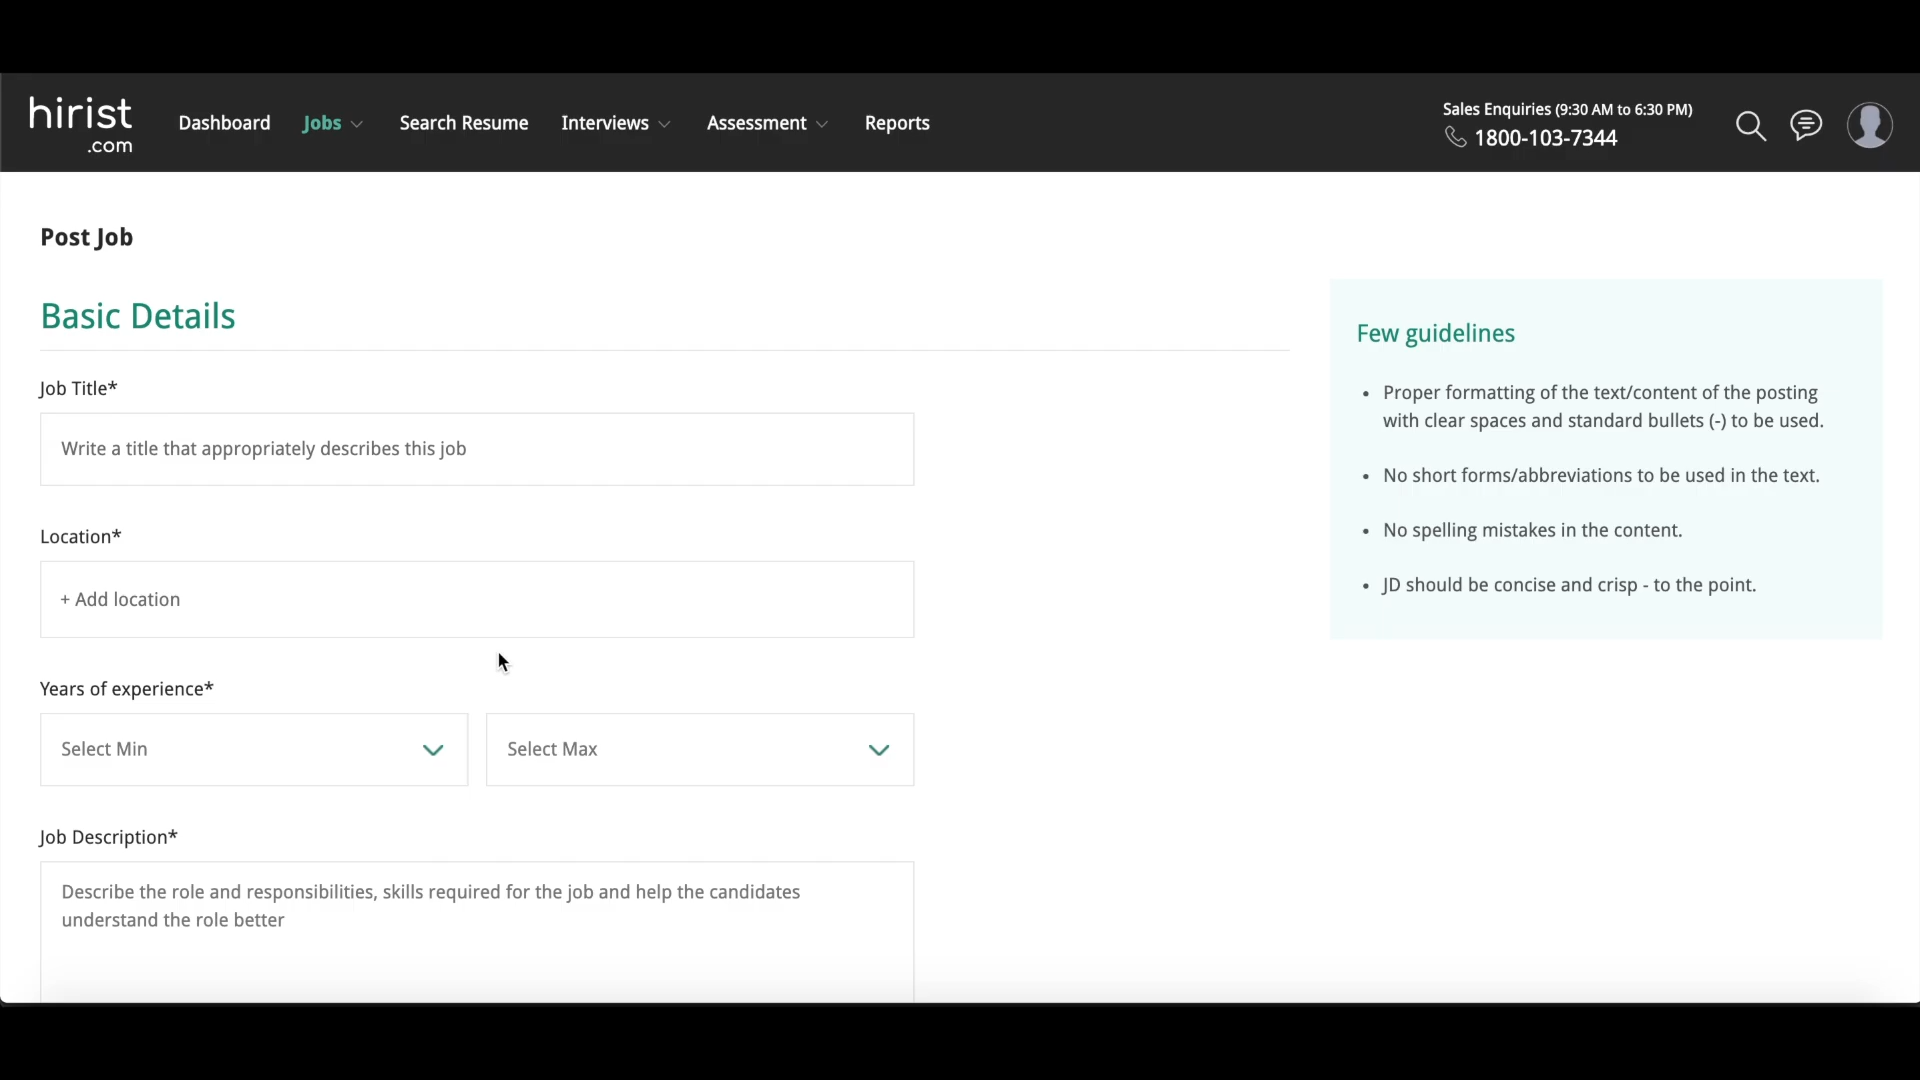 hirist
.com
Dashboard
Jobs
Search Resume
Interviews
Assessment
Reports
Sales Enquiries (9:30 AM to 6:30 PM)
1800-103-7344
Post Job
Basic Details
Job Title*
Write a title that appropriately describes this job
Location*
+ Add location
Years of experience*
Select Min
Select Max
Job Description*
Describe the role and responsibilities, skills required for the job and help the candidates
understand the role better
Few guidelines
• Proper formatting of the text/content of the posting
with clear spaces and standard bullets (-) to be used.
• No short forms/abbreviations to be used in the text.
• No spelling mistakes in the content.
• JD should be concise and crisp - to the point.